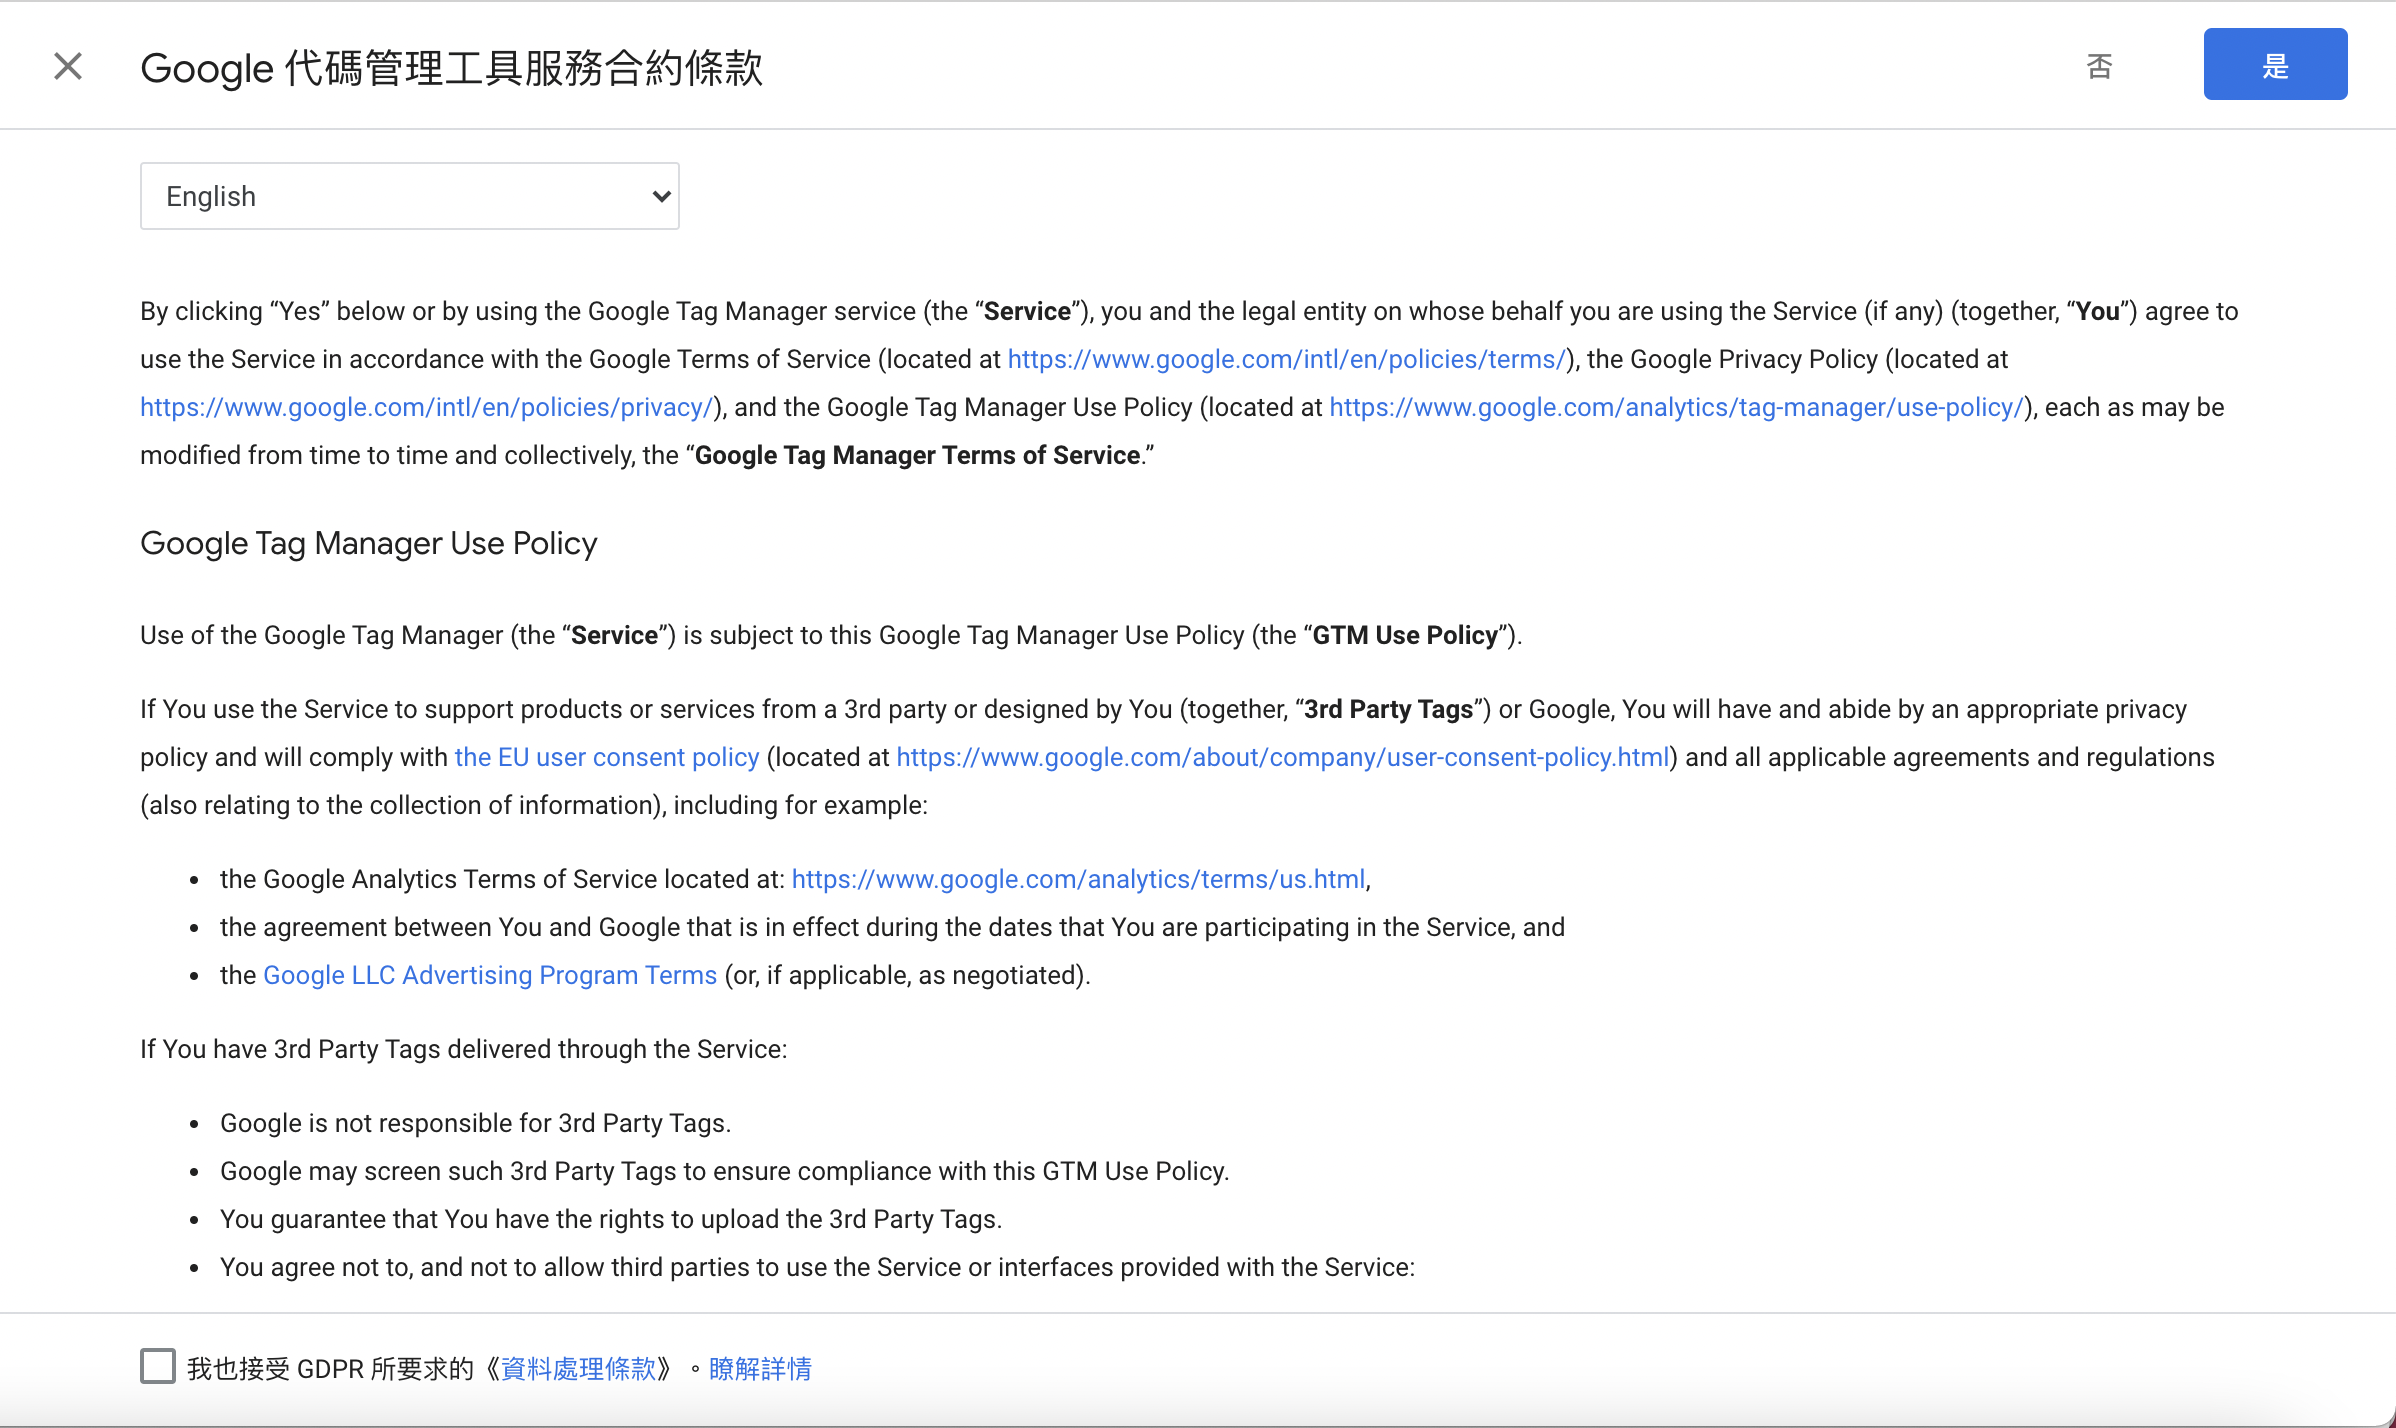 Google 代碼管理工具服務合約條款
否
是
English
By clicking “Yes” below or by using the Google Tag Manager service (the “Service”), you and the legal entity on whose behalf you are using the Service (if any) (together, “You”) agree to
use the Service in accordance with the Google Terms of Service (located at https://www.google.com/intl/en/policies/terms/), the Google Privacy Policy (located at
https://www.google.com/intl/en/policies/privacy/), and the Google Tag Manager Use Policy (located at https://www.google.com/analytics/tag-manager/use-policy/), each as may be
modified from time to time and collectively, the “Google Tag Manager Terms of Service.”
Google Tag Manager Use Policy
Use of the Google Tag Manager (the “Service”) is subject to this Google Tag Manager Use Policy (the “GTM Use Policy”).
If You use the Service to support products or services from a 3rd party or designed by You (together, “3rd Party Tags”) or Google, You will have and abide by an appropriate privacy
policy and will comply with the EU user consent policy (located at https://www.google.com/about/company/user-consent-policy.html) and all applicable agreements and regulations
(also relating to the collection of information), including for example:
• the Google Analytics Terms of Service located at: https://www.google.com/analytics/terms/us.html,
• the agreement between You and Google that is in effect during the dates that You are participating in the Service, and
• the Google LLC Advertising Program Terms (or, if applicable, as negotiated).
If You have 3rd Party Tags delivered through the Service:
• Google is not responsible for 3rd Party Tags.
• Google may screen such 3rd Party Tags to ensure compliance with this GTM Use Policy.
• You guarantee that You have the rights to upload the 3rd Party Tags.
• You agree not to, and not to allow third parties to use the Service or interfaces provided with the Service:
我也接受 GDPR 所要求的《資料處理條款》。瞭解詳情